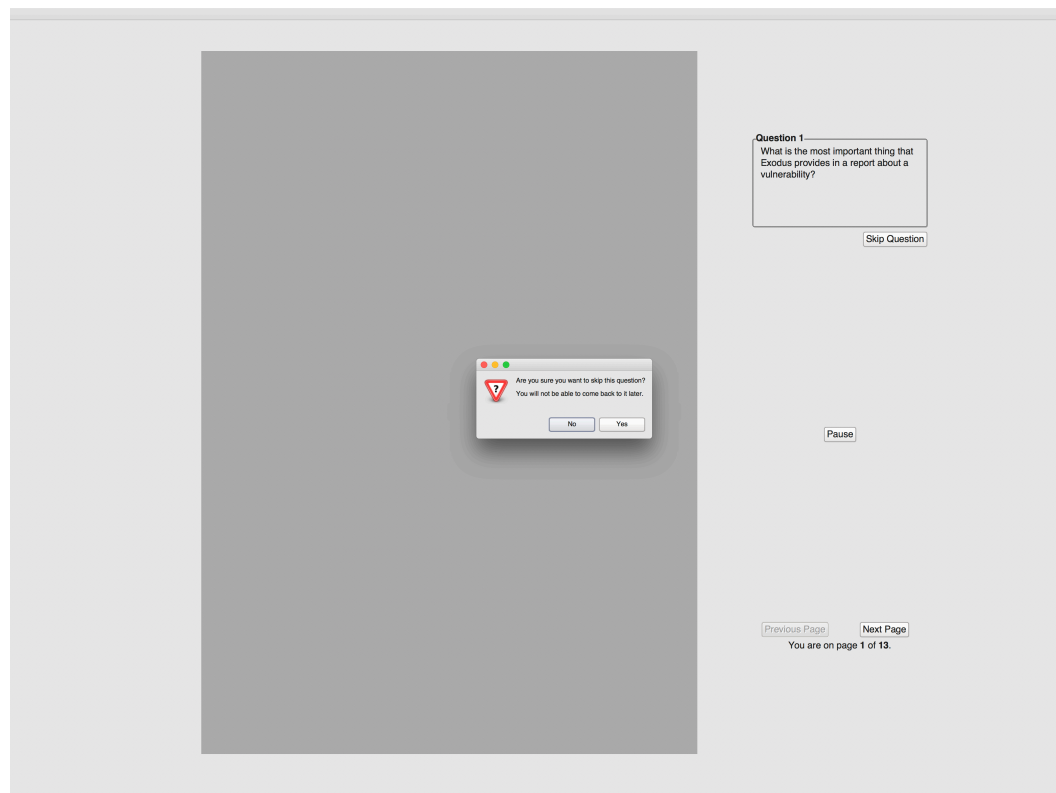 Question 1
What is the most important thing that
Exodus provides in a report about a
vulnerability?
Skip Question
?
Are you sure you want to skip this question?
You will not be able to come back to it later.
No Yes
Pause
Previous Page Next Page
You are on page 1 of 13.